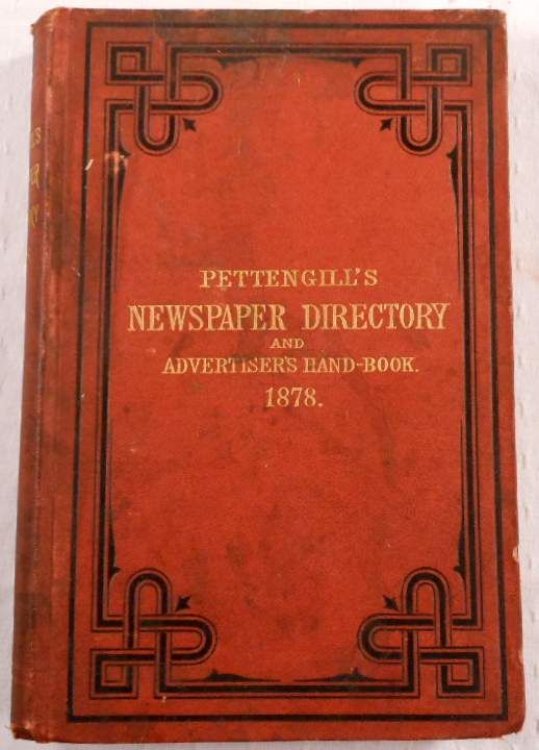 PETTENGILL'S
NEWSPAPER DIRECTORY
AND
ADVERTISER'S HAND-BOOK.
1878.